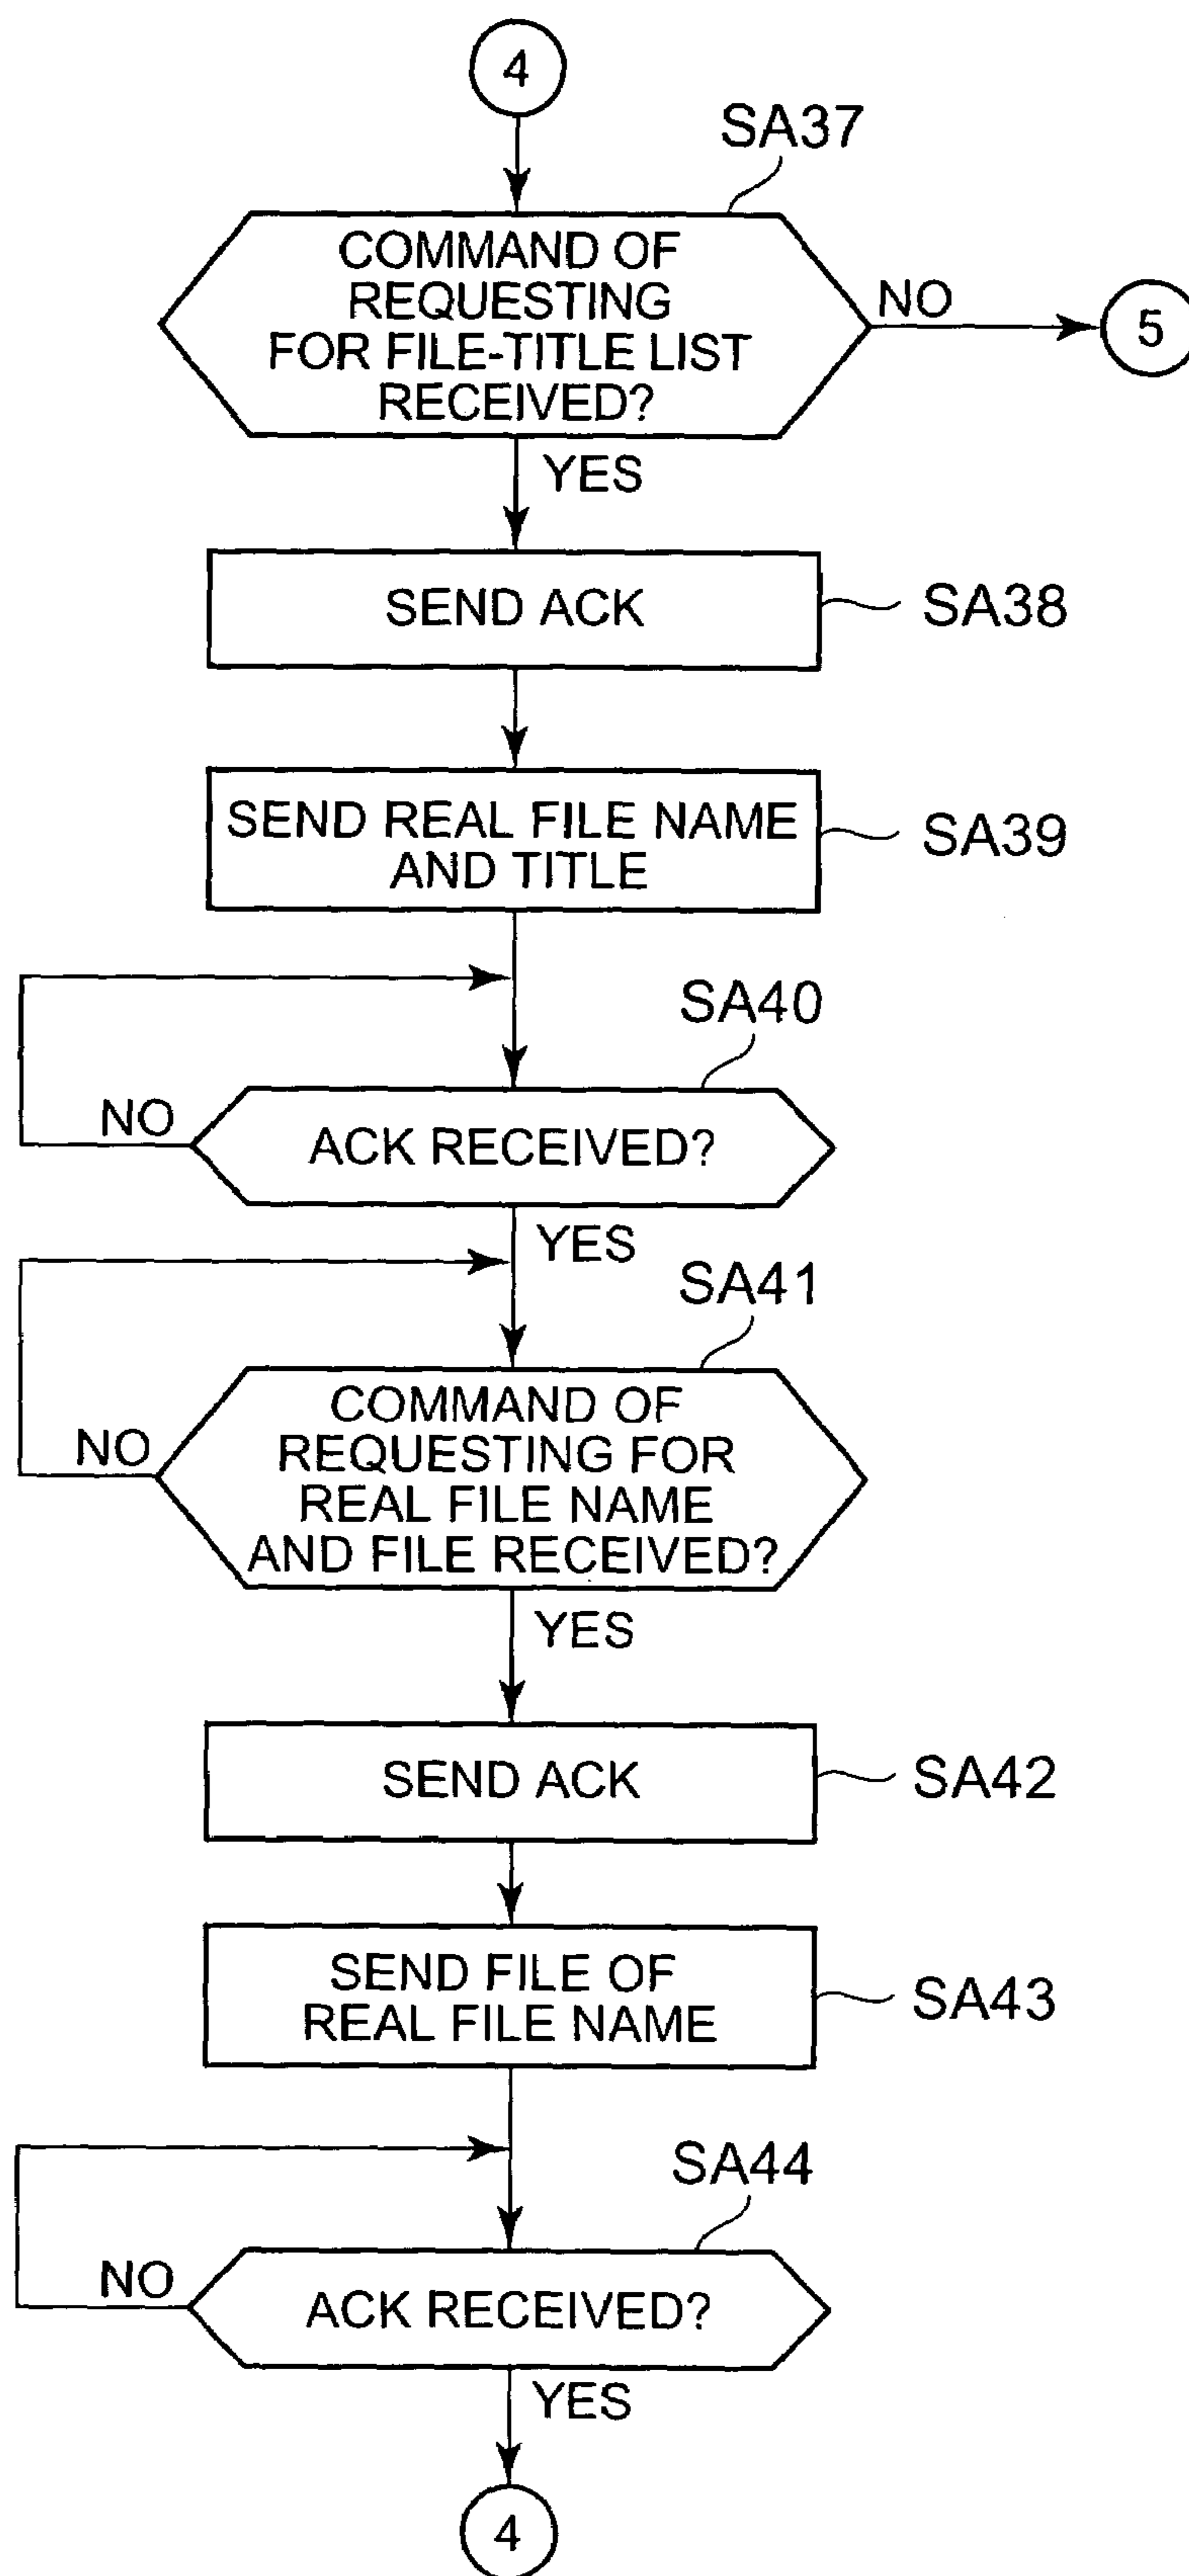 4
SA37
COMMAND OF
REQUESTING
FOR FILE-TITLE LIST
RECEIVED?
NO
5
YES
SEND ACK
SA38
SEND REAL FILE NAME
AND TITLE
SA39
SA40
NO
ACK RECEIVED?
YES
SA41
COMMAND OF
REQUESTING FOR
REAL FILE NAME
AND FILE RECEIVED?
NO
YES
SEND ACK
SA42
SEND FILE OF
REAL FILE NAME
SA43
SA44
NO
ACK RECEIVED?
YES
4